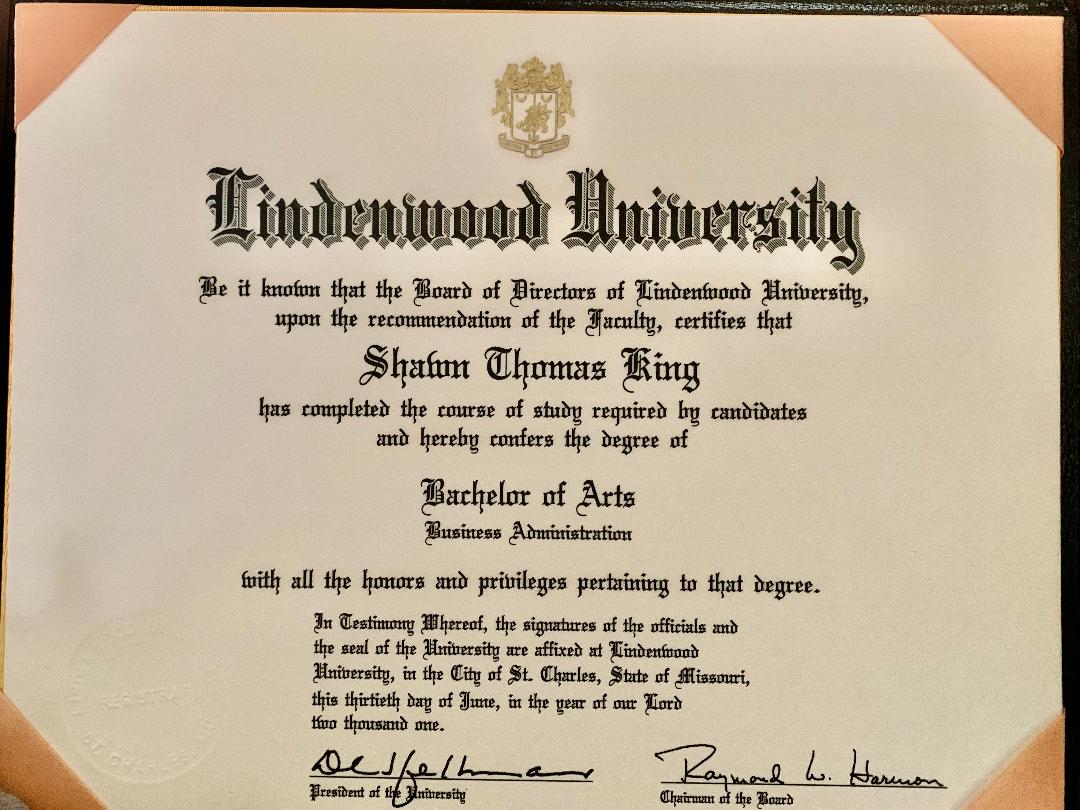 Lindenwood University
Be it known that the Board of Directors of Lindenwood University,
upon the recommendation of the Faculty, certifies that
Shawn Thomas King
has completed the course of study required by candidates
and hereby confers the degree of
Bachelor of Arts
Business Administration
with all the honors and privileges pertaining to that degree.
In Testimony Whereof, the signatures of the officials and
the seal of the University are affixed at Lindenwood
University, in the City of St. Charles, State of Missouri,
this thirtieth day of June, in the year of our Lord
two thousand one.
Raymond W. Harmon
President of the University
Chairman of the Board